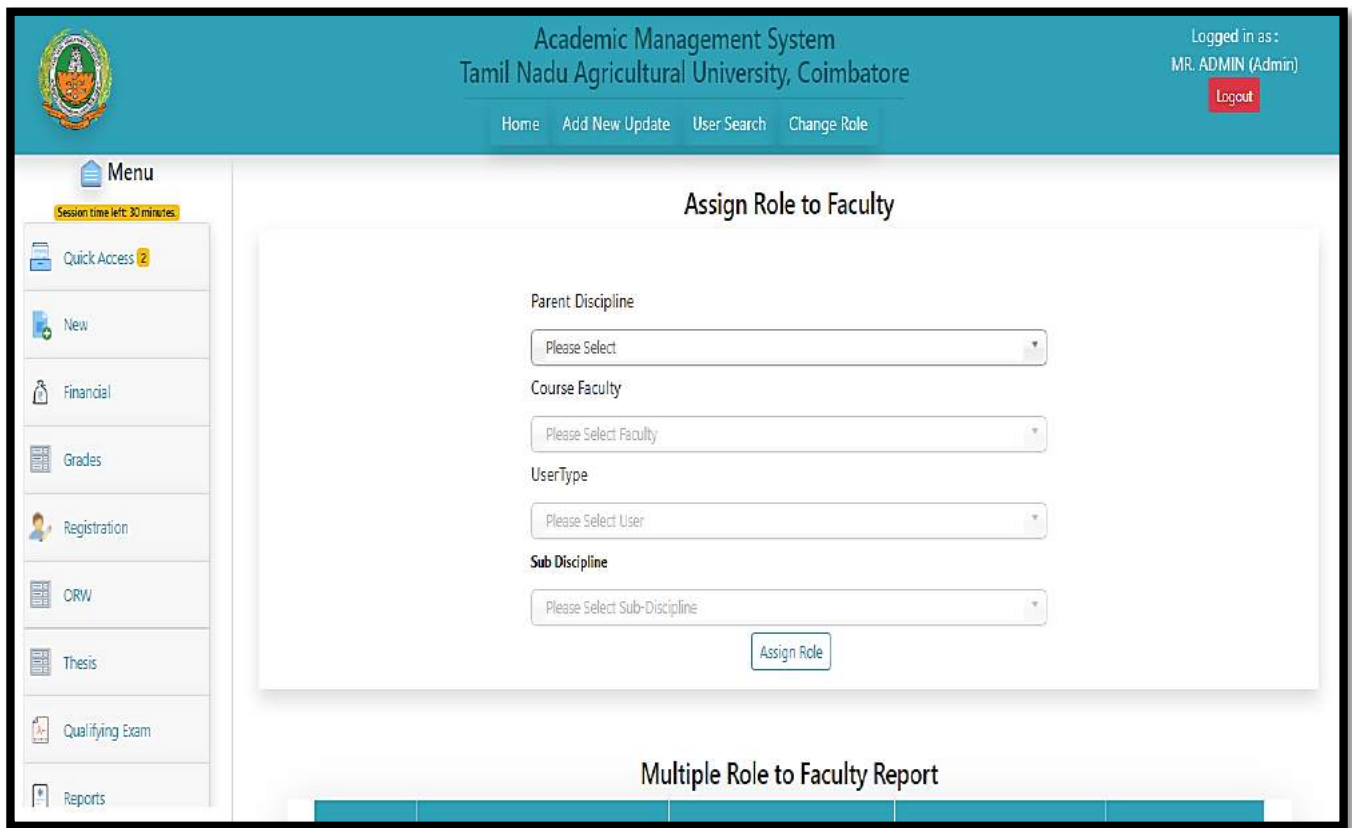 Academic Management System
Tamil Nadu Agricultural University, Coimbatore
Home Add New Update User Search Change Role
Logged in as :
MR. ADMIN (Admin)
Logout
Menu
Session time left: 30 minutes.
Quick Access 2
New
Financial
Grades
Registration
ORW
Thesis
Qualifying Exam
Reports
Assign Role to Faculty
Parent Discipline
Please Select
Course Faculty
Please Select Faculty
UserType
Please Select User
Sub Discipline
Please Select Sub-Discipline
Assign Role
Multiple Role to Faculty Report